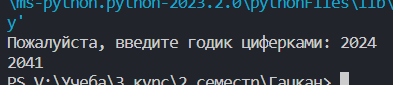 \ms-python.python-2023.2.0\pythonFiles\lib\
y'
Пожалуйста, введите годик циферками: 2024
2041
PS V:\Учеба\3 курс\2 семестр\Гацкан>